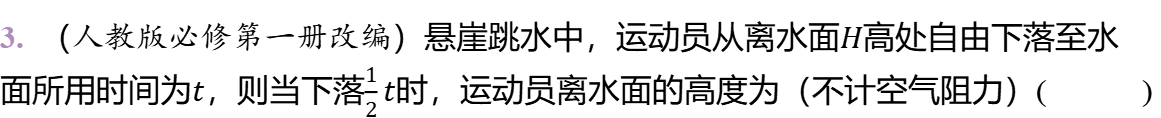 3. （人教版必修第一册改编）悬崖跳水中，运动员从离水面H高处自由下落至水
面所用时间为t，则当下落\frac{1}{2}t时，运动员离水面的高度为（不计空气阻力）(    )